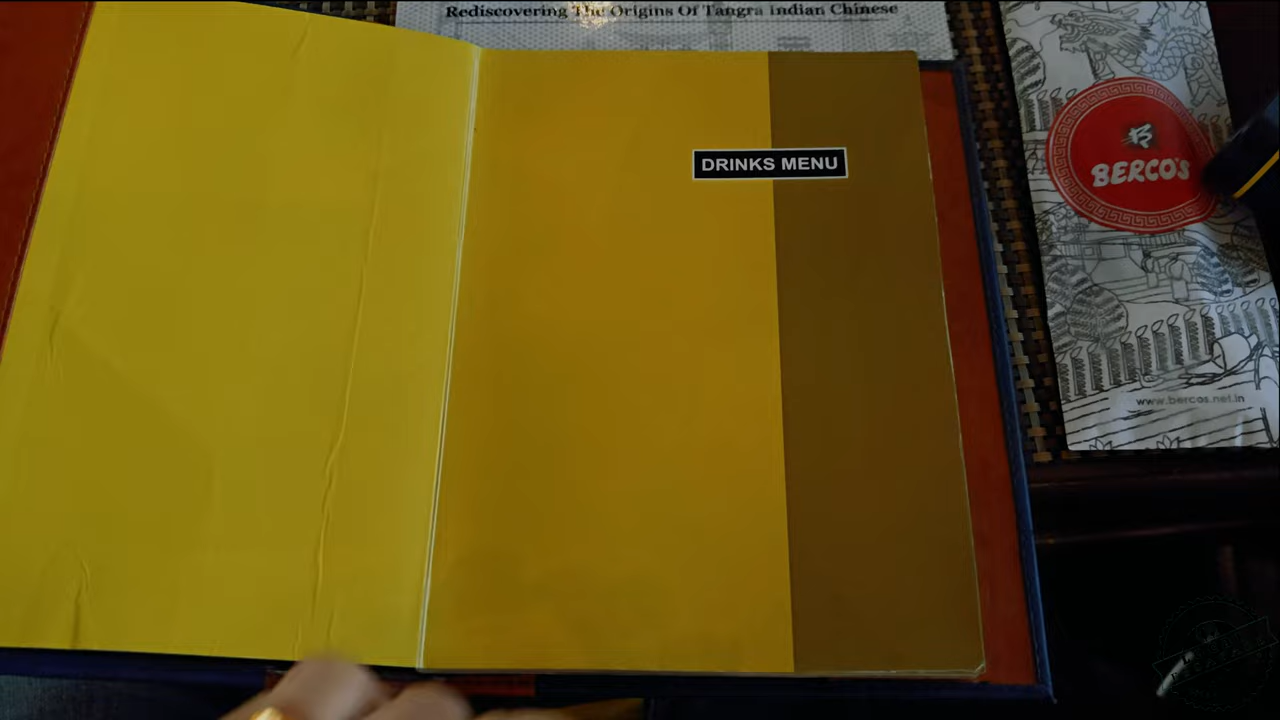 Rediscovering The Origins Of Tangra Indian Chinese
DRINKS MENU
BERCO'S
www.bercos.net.in